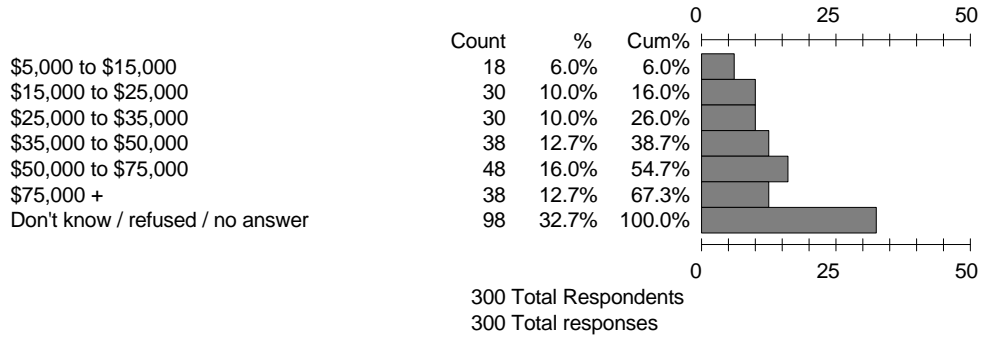 0 25 50
Count % Cum%
$5,000 to $15,000 18 6.0% 6.0%
$15,000 to $25,000 30 10.0% 16.0%
$25,000 to $35,000 30 10.0% 26.0%
$35,000 to $50,000 38 12.7% 38.7%
$50,000 to $75,000 48 16.0% 54.7%
$75,000 + 38 12.7% 67.3%
Don't know / refused / no answer 98 32.7% 100.0%
0 25 50
300 Total Respondents
300 Total responses